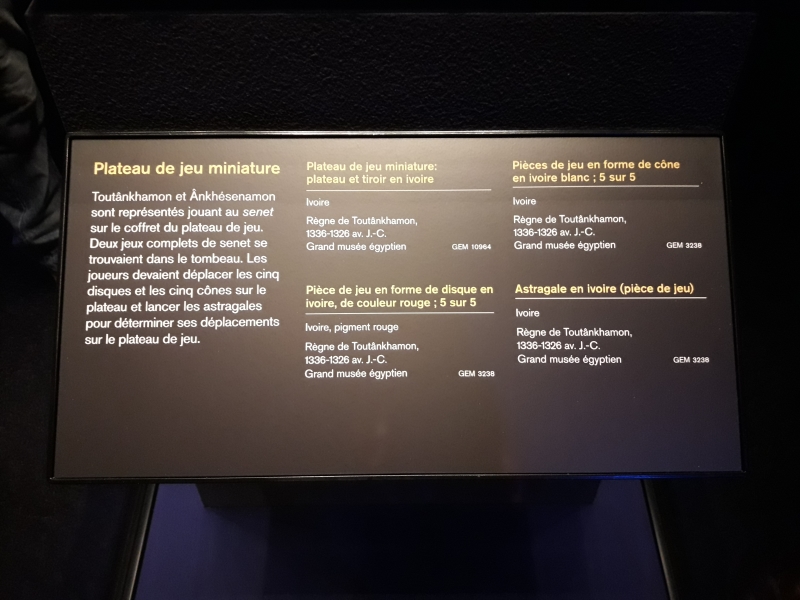 Plateau de jeu miniature
Toutânkhamon et Ânkhésenamon
sont représentés jouant au senet
sur le coffret du plateau de jeu.
Deux jeux complets de senet se
trouvaient dans le tombeau. Les
joueurs devaient déplacer les cinq
disques et les cinq cônes sur le
plateau et lancer les astragales
pour déterminer ses déplacements
sur le plateau de jeu.
Plateau de jeu miniature:
plateau et tiroir en ivoire
Ivoire
Règne de Toutânkhamon,
1336-1326 av. J.-C.
Grand musée égyptien GEM 10964
Pièce de jeu en forme de disque en
ivoire, de couleur rouge ; 5 sur 5
Ivoire, pigment rouge
Règne de Toutânkhamon,
1336-1326 av. J.-C.
Grand musée égyptien GEM 3238
Pièces de jeu en forme de cône
en ivoire blanc ; 5 sur 5
Ivoire
Règne de Toutânkhamon,
1336-1326 av. J.-C.
Grand musée égyptien GEM 3238
Astragale en ivoire (pièce de jeu)
Ivoire
Règne de Toutânkhamon,
1336-1326 av. J.-C.
Grand musée égyptien GEM 3238